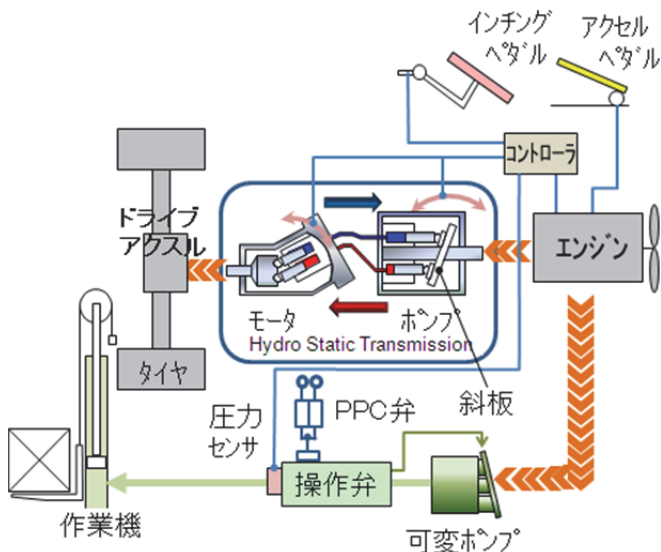 インチング
ペダル
アクセル
ペダル
コントローラ
ドライブ
アクスル
エンジン
モータ
ポンプ
Hydro Static Transmission
タイヤ
斜板
圧力
センサ
PPC弁
操作弁
作業機
可変ポンプ